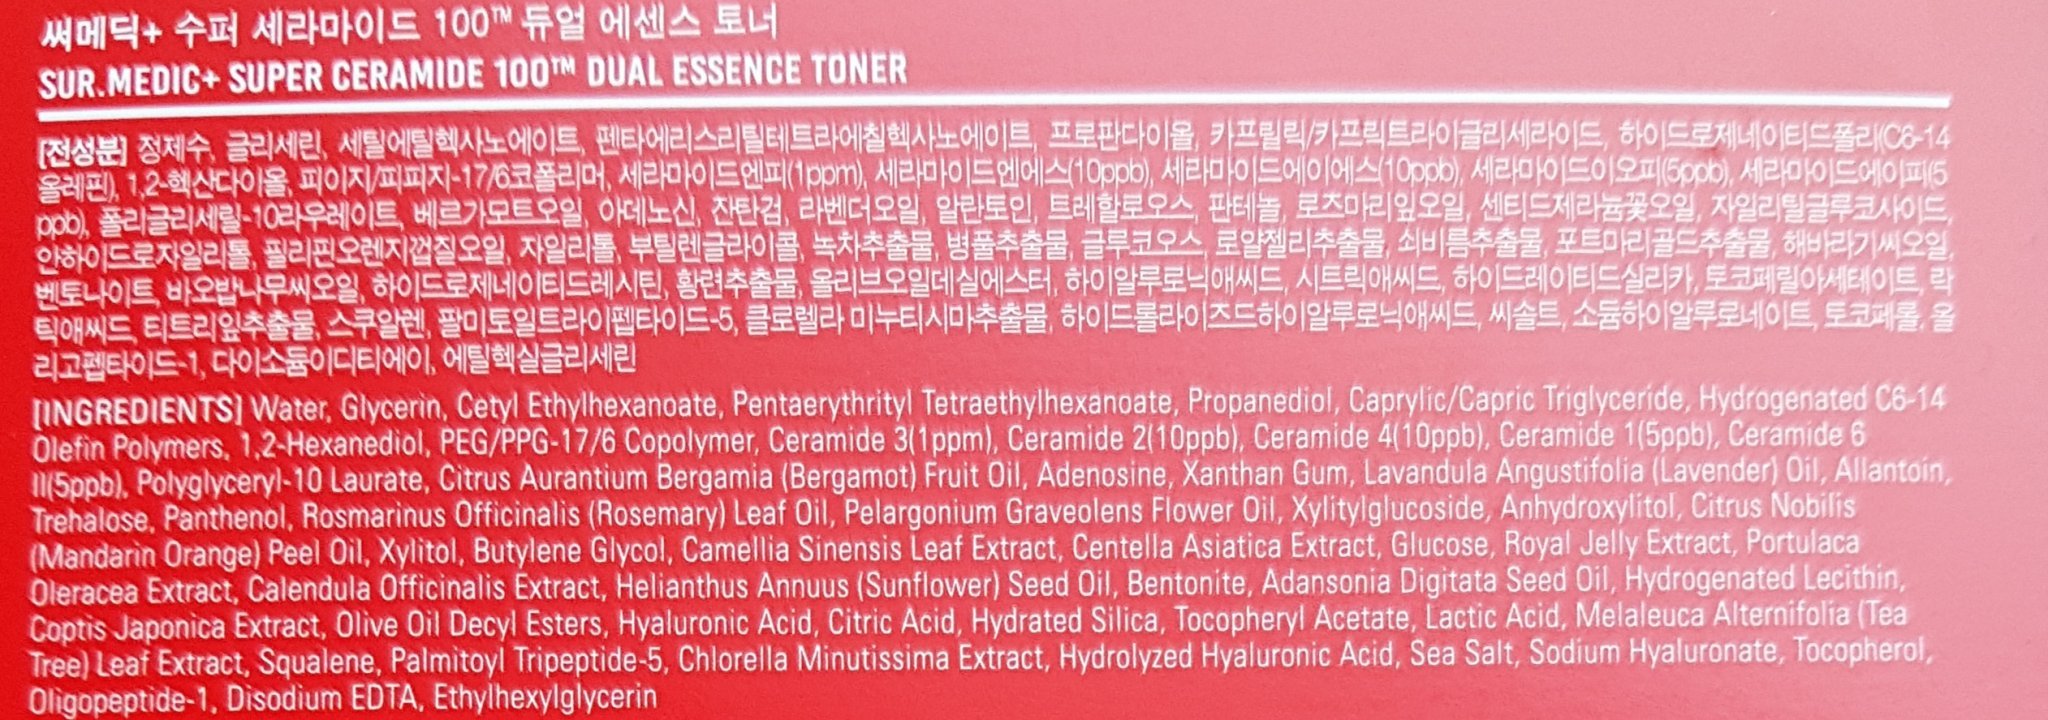 써메딕+ 수퍼 세라마이드 100™ 듀얼 에센스 토너
SUR.MEDIC+ SUPER CERAMIDE 100™ DUAL ESSENCE TONER
[전성분] 정제수, 글리세린, 세틸에틸헥사노에이트, 펜타에리스리틸테트라에칠헥사노에이트, 프로판다이올, 카프릴릭/카프릭트라이글리세라이드, 하이드로제네이티드폴리(C6-14
올레핀), 1,2-헥산다이올, 피이지/피피지-17/6코폴리머, 세라마이드엔피(1ppm), 세라마이드엔에스(10ppb), 세라마이드에이에스(10ppb), 세라마이드이오피(5ppb), 세라마이드에이피(5
ppb), 폴리글리세릴-10라우레이트, 베르가모트오일, 아데노신, 잔탄검, 라벤더오일, 알란토인, 트레할로오스, 판테놀, 로즈마리잎오일, 센티드제라늄꽃오일, 자일리틸글루코사이드,
안하이드로자일리톨, 필리핀오렌지껍질오일, 자일리톨, 부틸렌글라이콜, 녹차추출물, 병풀추출물, 글루코오스, 로얄젤리추출물, 쇠비름추출물, 포트마리골드추출물, 해바라기씨오일,
벤토나이트, 바오밥나무씨오일, 하이드로제네이티드레시틴, 황련추출물, 올리브오일데실에스터, 하이알루로닉애씨드, 시트릭애씨드, 하이드레이티드실리카, 토코페릴아세테이트, 락
틱애씨드, 티트리잎추출물, 스쿠알렌, 팔미토일트라이펩타이드-5, 클로렐라 미누티시마추출물, 하이드롤라이즈드하이알루로닉애씨드, 씨솔트, 소듐하이알루로네이트, 토코페롤, 올
리고펩타이드-1, 다이소듐이디티에이, 에틸헥실글리세린
[INGREDIENTS] Water, Glycerin, Cetyl Ethylhexanoate, Pentaerythrityl Tetraethylhexanoate, Propanediol, Caprylic/Capric Triglyceride, Hydrogenated C6-14
Olefin Polymers, 1,2-Hexanediol, PEG/PPG-17/6 Copolymer, Ceramide 3(1ppm), Ceramide 2(10ppb), Ceramide 4(10ppb), Ceramide 1(5ppb), Ceramide 6
II(5ppb), Polyglyceryl-10 Laurate, Citrus Aurantium Bergamia (Bergamot) Fruit Oil, Adenosine, Xanthan Gum, Lavandula Angustifolia (Lavender) Oil, Allantoin,
Trehalose, Panthenol, Rosmarinus Officinalis (Rosemary) Leaf Oil, Pelargonium Graveolens Flower Oil, Xylitylglucoside, Anhydroxylitol, Citrus Nobilis
(Mandarin Orange) Peel Oil, Xylitol, Butylene Glycol, Camellia Sinensis Leaf Extract, Centella Asiatica Extract, Glucose, Royal Jelly Extract, Portulaca
Oleracea Extract, Calendula Officinalis Extract, Helianthus Annuus (Sunflower) Seed Oil, Bentonite, Adansonia Digitata Seed Oil, Hydrogenated Lecithin,
Coptis Japonica Extract, Olive Oil Decyl Esters, Hyaluronic Acid, Citric Acid, Hydrated Silica, Tocopheryl Acetate, Lactic Acid, Melaleuca Alternifolia (Tea
Tree) Leaf Extract, Squalene, Palmitoyl Tripeptide-5, Chlorella Minutissima Extract, Hydrolyzed Hyaluronic Acid, Sea Salt, Sodium Hyaluronate, Tocopherol,
Oligopeptide-1, Disodium EDTA, Ethylhexylglycerin